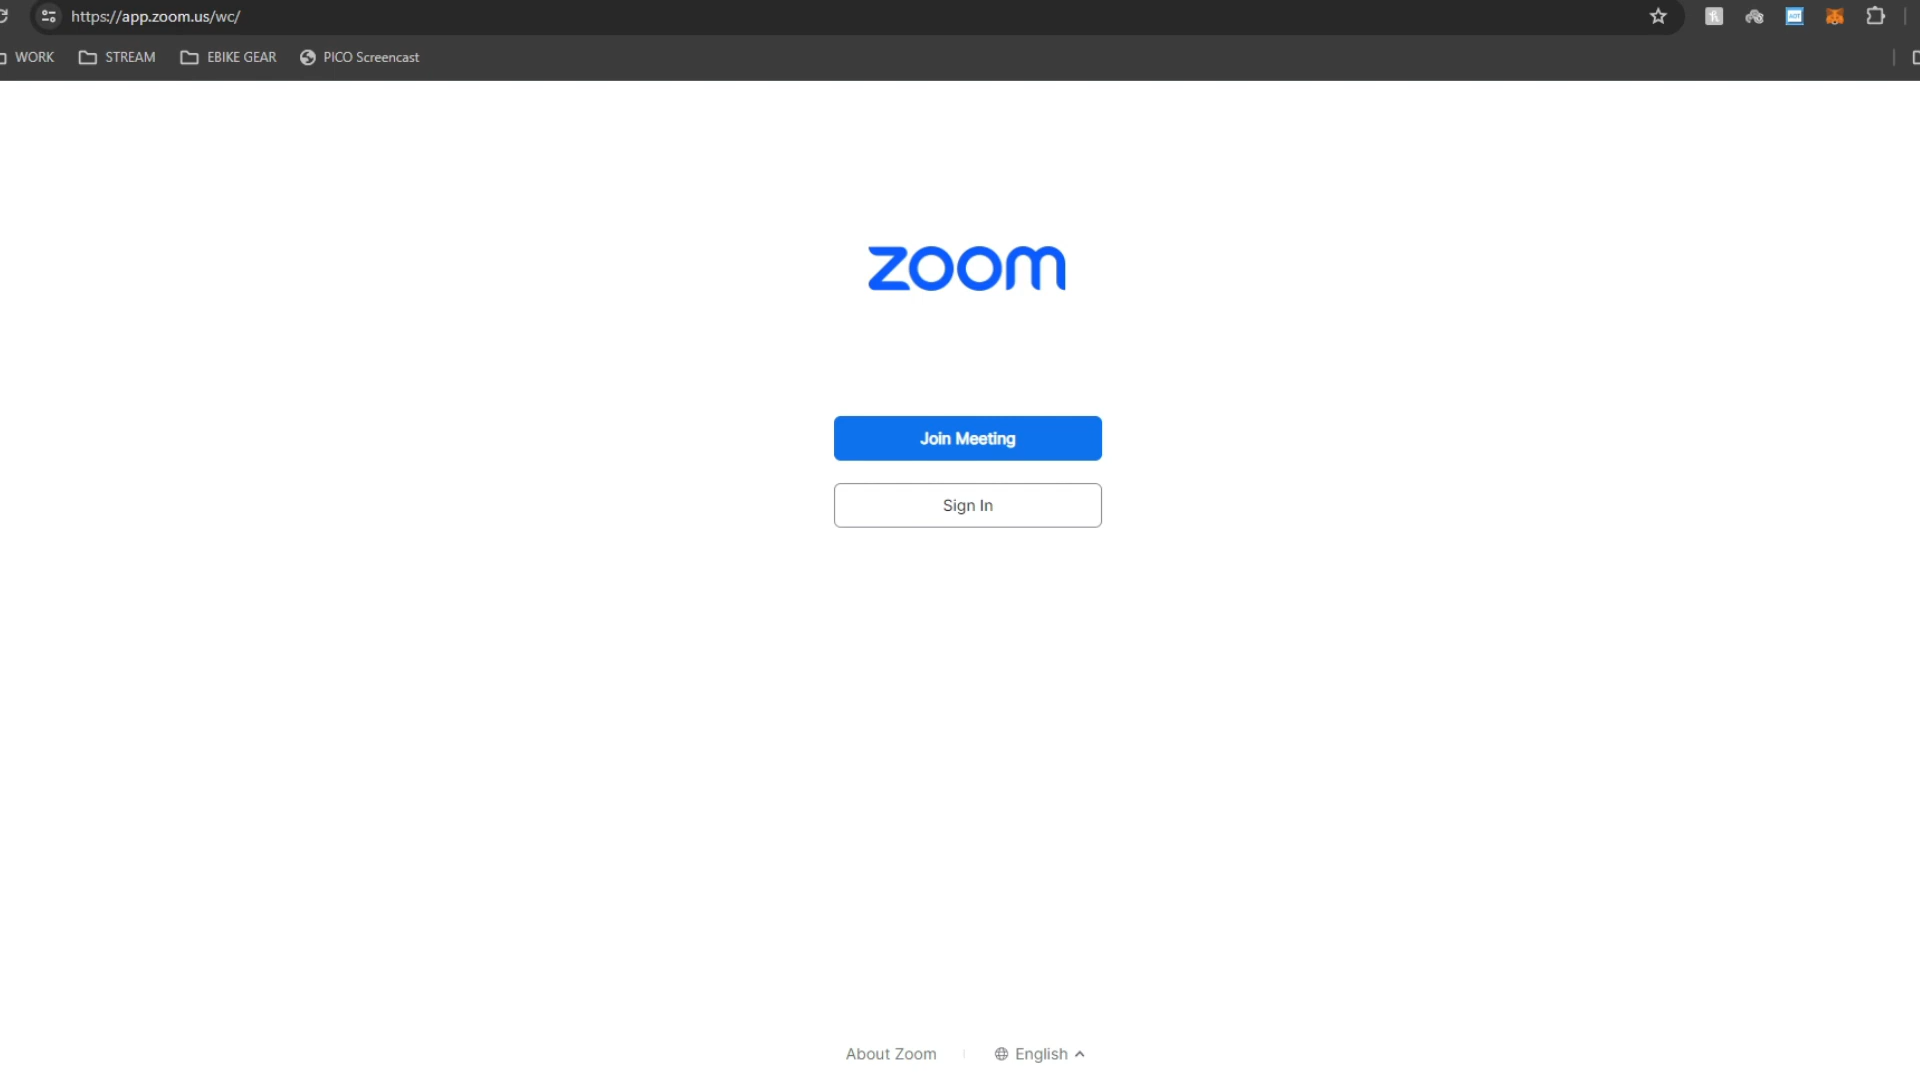 https://app.zoom.us/wc/
WORK STREAM EBIKE GEAR PICO Screencast
zoom
Join Meeting
Sign In
About Zoom English